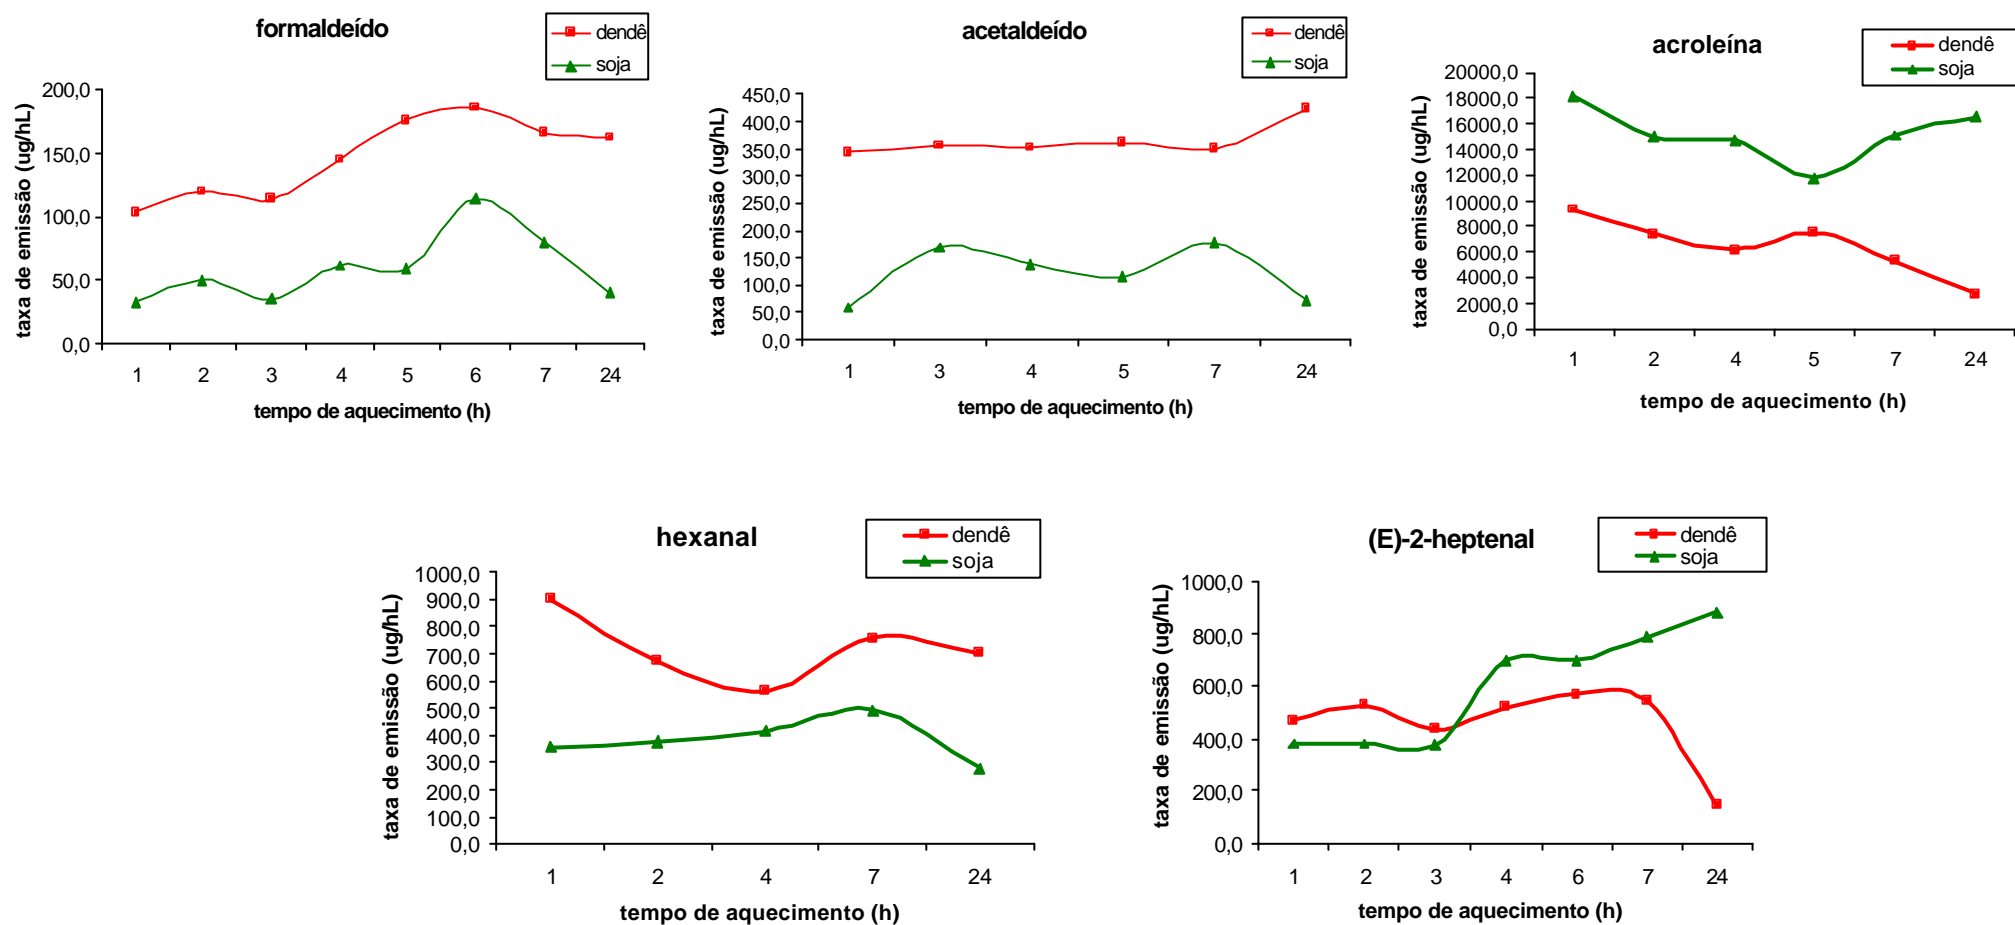 formaldeído
dendê
soja
taxa de emissão (ug/hL)
200,0
150,0
100,0
50,0
0,0
1 2 3 4 5 6 7 24
tempo de aquecimento (h)
acetaldeído
dendê
soja
taxa de emissão (ug/hL)
450,0
400,0
350,0
300,0
250,0
200,0
150,0
100,0
50,0
0,0
1 3 4 5 7 24
tempo de aquecimento (h)
acroleína
dendê
soja
taxa de emissão (ug/hL)
20000,0
18000,0
16000,0
14000,0
12000,0
10000,0
8000,0
6000,0
4000,0
2000,0
0,0
1 2 4 5 7 24
tempo de aquecimento (h)
hexanal
dendê
soja
taxa de emissão (ug/hL)
1000,0
900,0
800,0
700,0
600,0
500,0
400,0
300,0
200,0
100,0
0,0
1 2 4 7 24
tempo de aquecimento (h)
(E)-2-heptenal
dendê
soja
taxa de emissão (ug/hL)
1000,0
800,0
600,0
400,0
200,0
0,0
1 2 3 4 6 7 24
tempo de aquecimento (h)